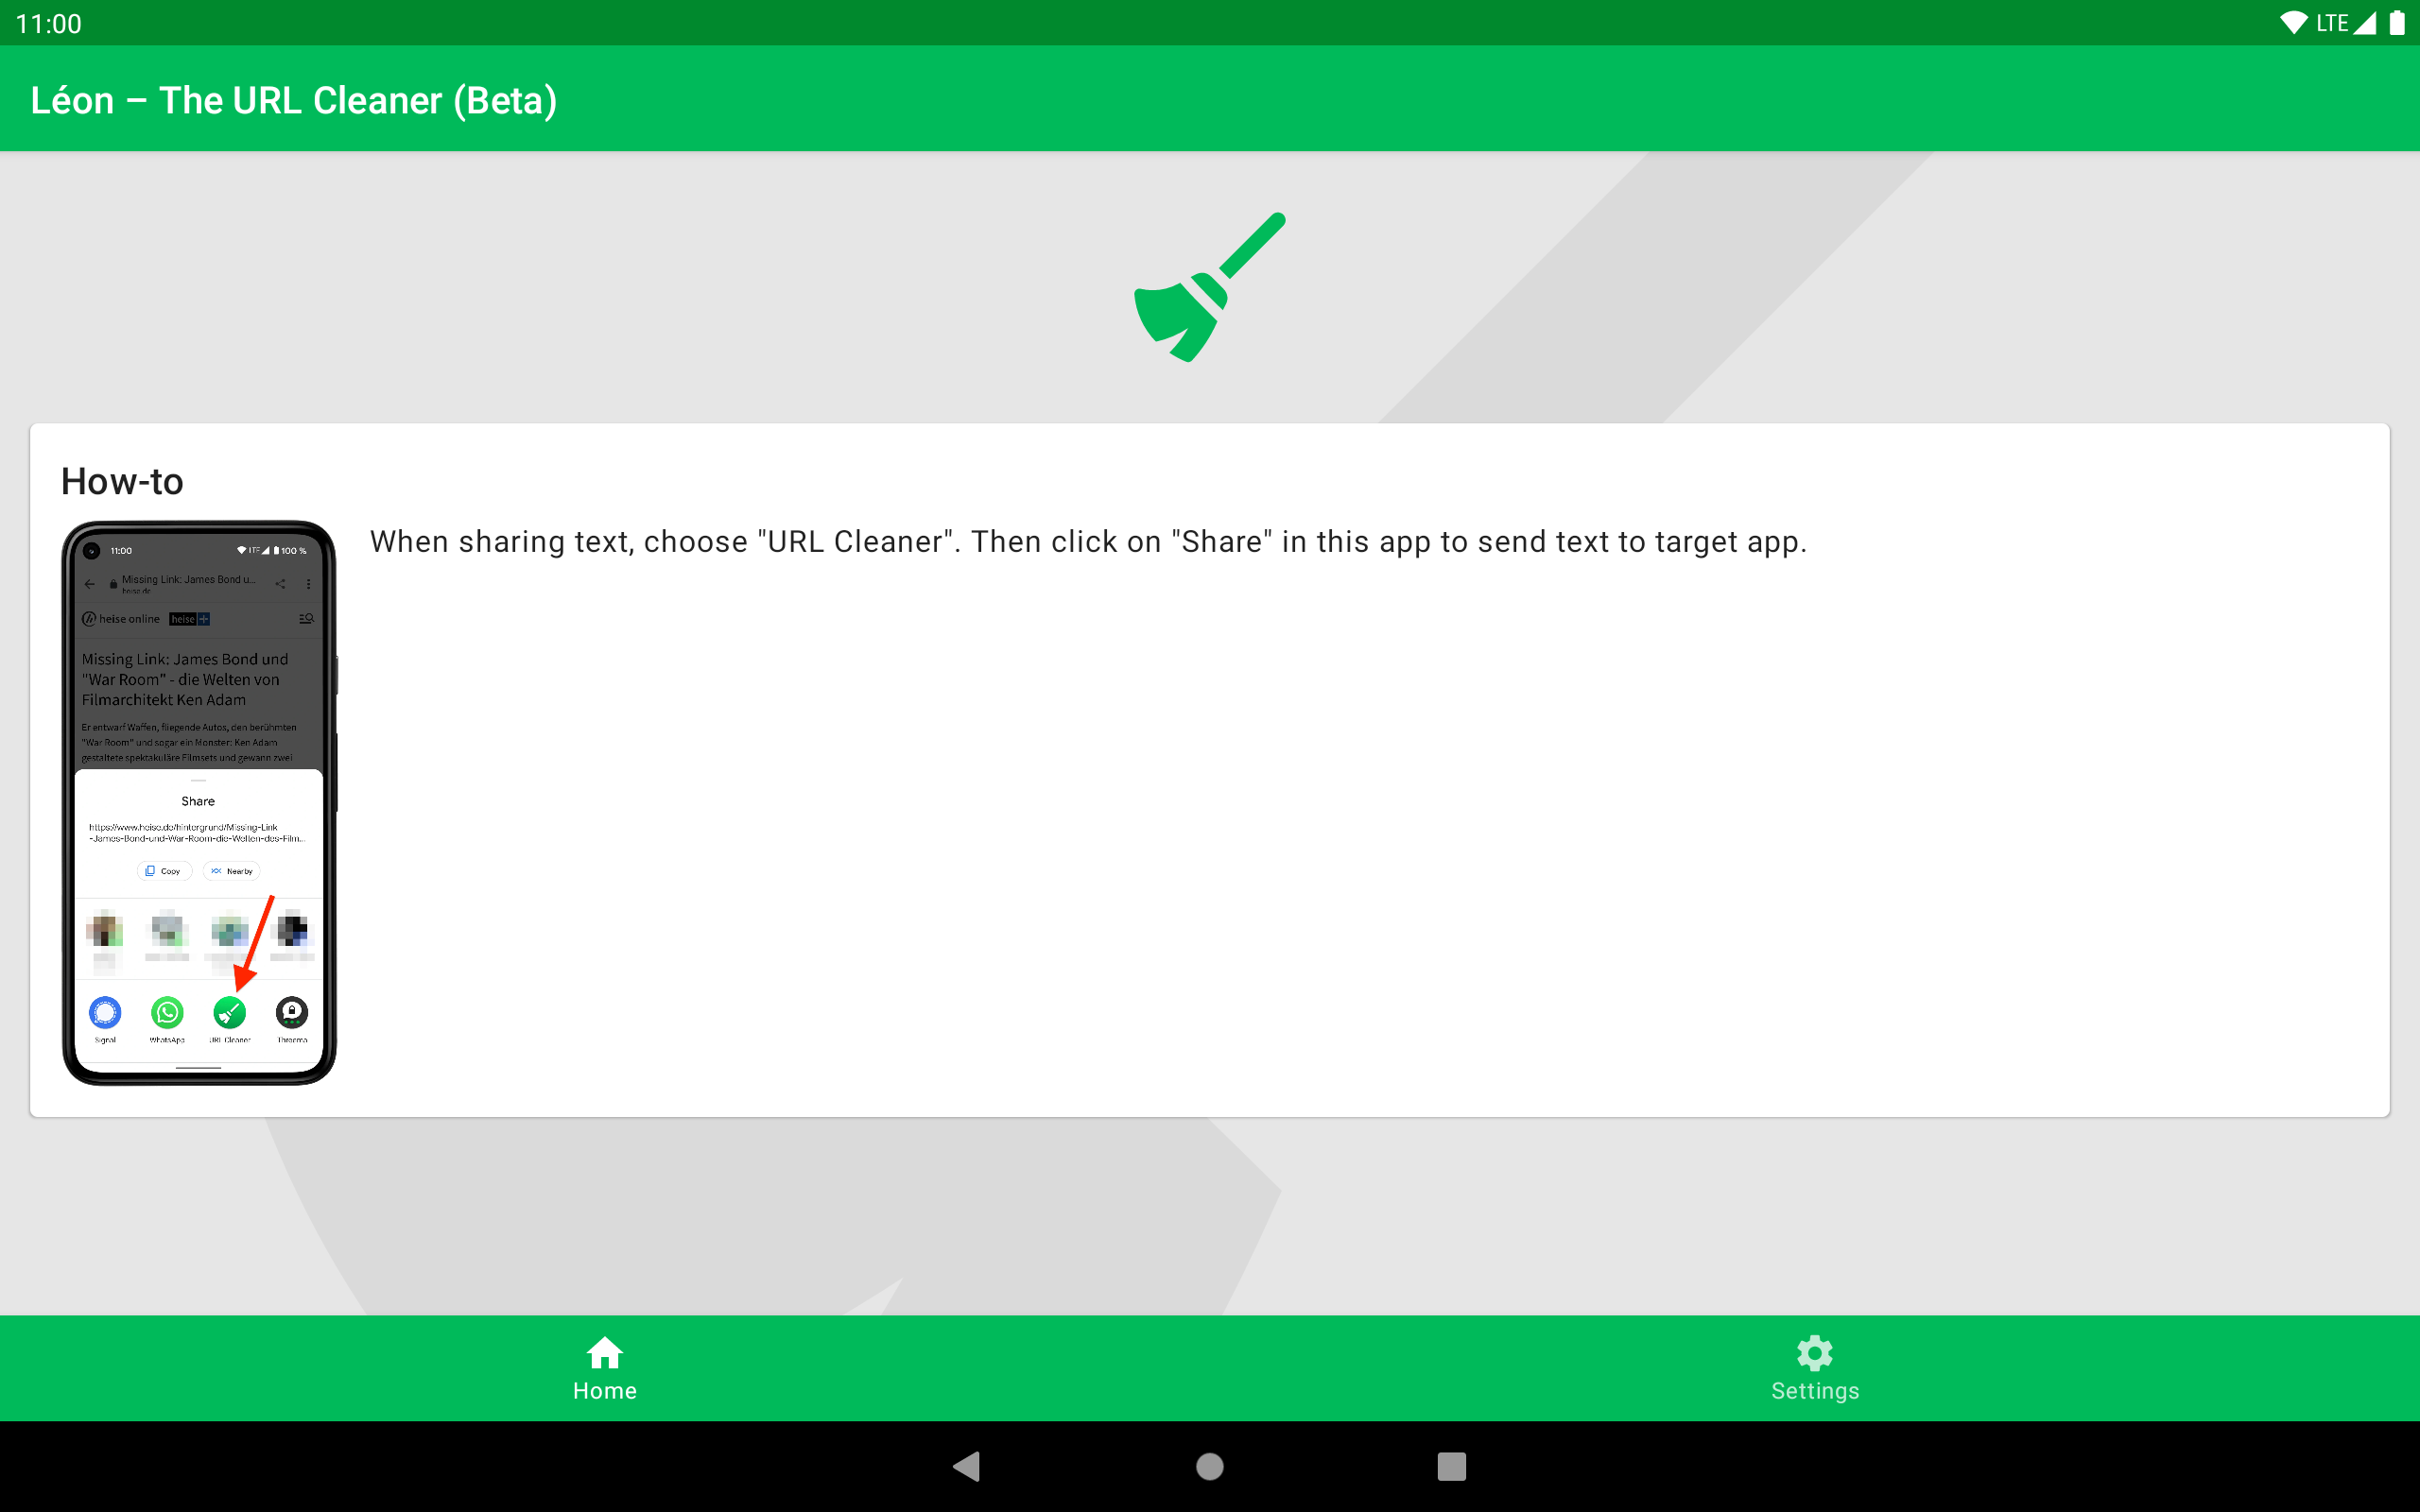 11:00
LTE
Léon – The URL Cleaner (Beta)
How-to
When sharing text, choose "URL Cleaner". Then click on "Share" in this app to send text to target app.
11:00
LTE 100 %
Missing Link: James Bond u...
heise.de
heise online heise+
Missing Link: James Bond und
"War Room" - die Welten von
Filmarchitekt Ken Adam
Er entwarf Waffen, fliegende Autos, den berühmten
"War Room" und sogar ein Monster: Ken Adam
gestaltete spektakuläre Filmsets und gewann zwei
Share
https://www.heise.de/hintergrund/Missing-Link
-James-Bond-und-War-Room-die-Welten-des-Film...
Copy Nearby
Signal WhatsApp URL Cleaner Threema
Home Settings